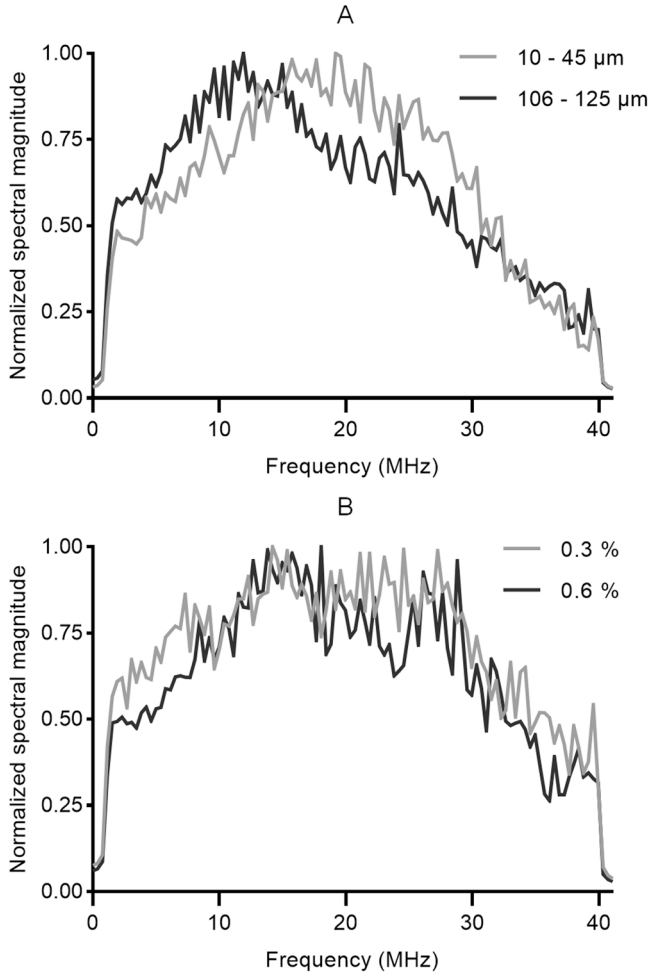 A
1.00
0.75
0.50
0.25
0.00
Normalized spectral magnitude
10 - 45 µm
106 - 125 µm
0 10 20 30 40
Frequency (MHz)
B
1.00
0.75
0.50
0.25
0.00
Normalized spectral magnitude
0.3 %
0.6 %
0 10 20 30 40
Frequency (MHz)